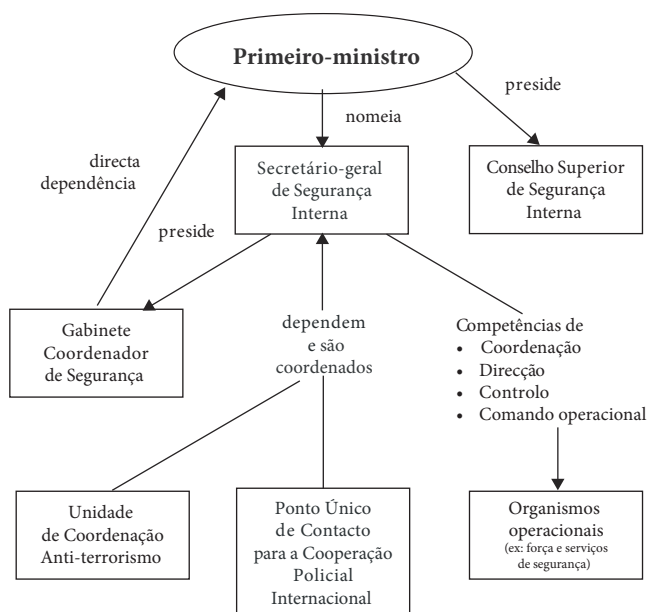 Primeiro-ministro
preside
nomeia
directa
dependência
Secretário-geral
de Segurança
Interna
Conselho Superior
de Segurança
Interna
preside
Gabinete
Coordenador
de Segurança
dependem
e são
coordenados
Competências de
• Coordenação
• Direcção
• Controlo
• Comando operacional
Unidade
de Coordenação
Anti-terrorismo
Ponto Único
de Contacto
para a Cooperação
Policial
Internacional
Organismos
operacionais
(ex: força e serviços
de segurança)